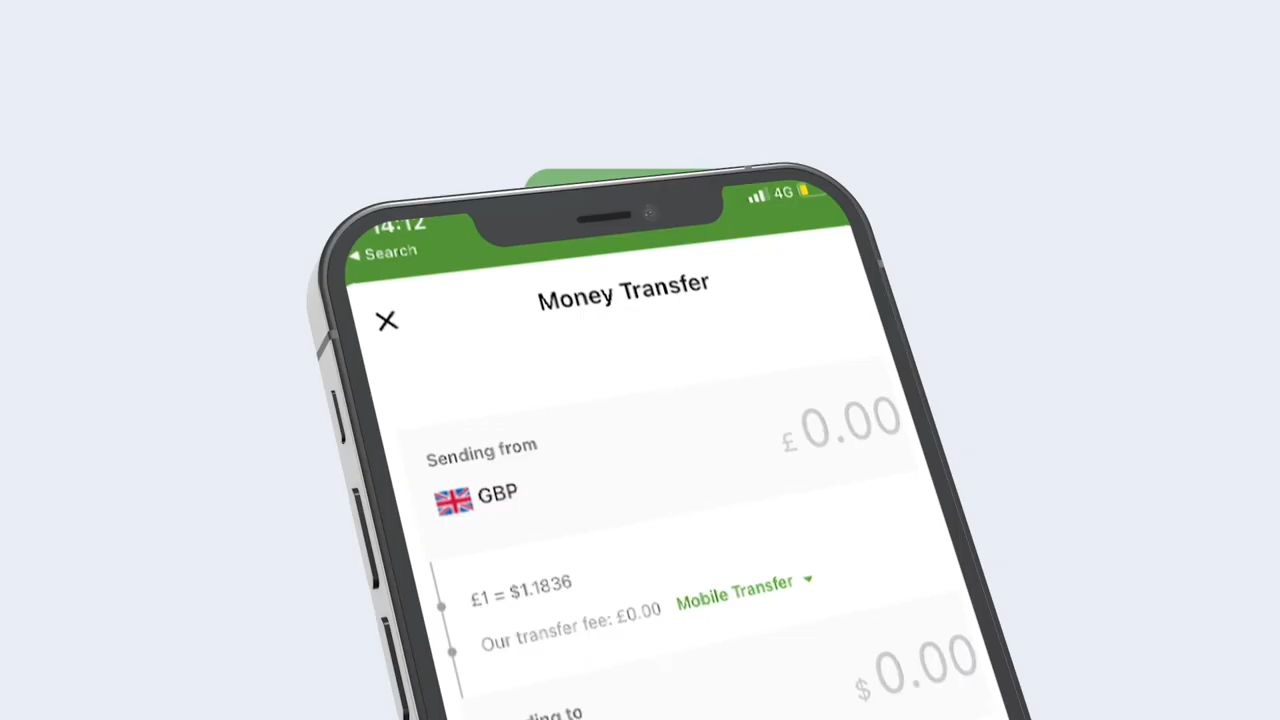 14:12
4G
Search
Money Transfer
Sending from
£ 0.00
GBP
£1 = $1.1836
Our transfer fee: £0.00 Mobile Transfer
$ 0.00
to